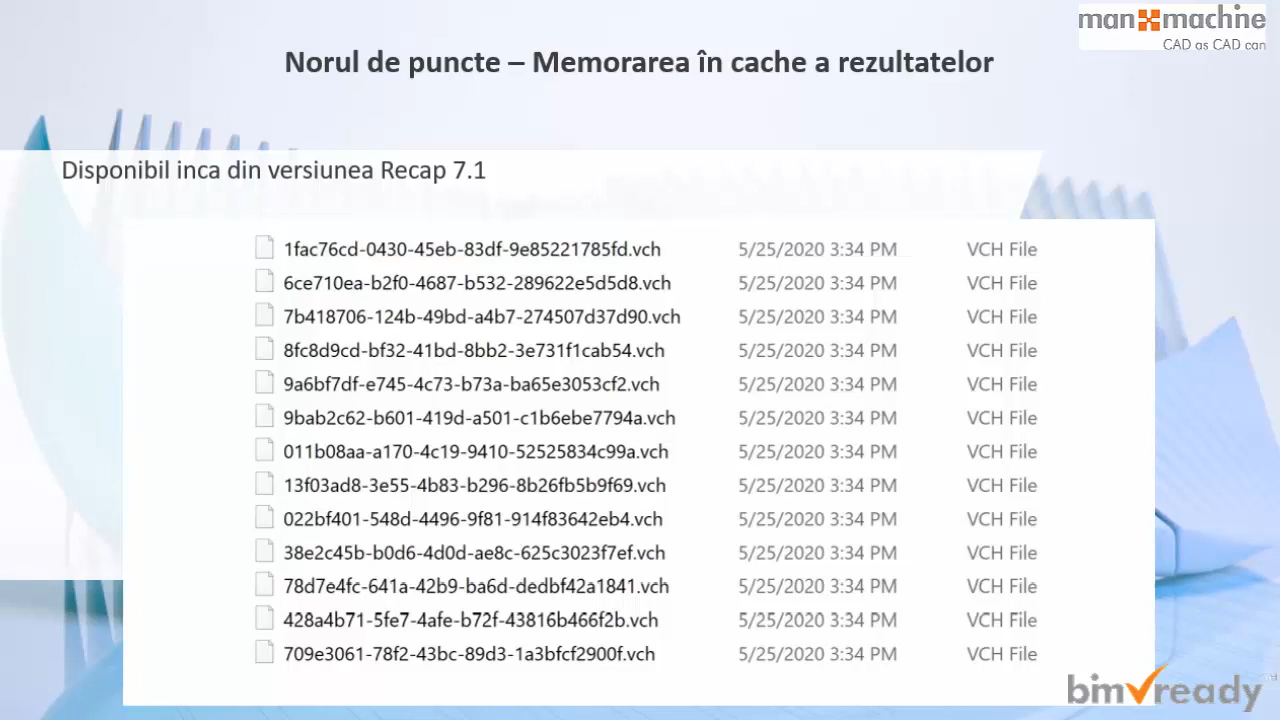 man machine
CAD as CAD can
Norul de puncte – Memorarea în cache a rezultatelor
Disponibil inca din versiunea Recap 7.1
1fac76cd-0430-45eb-83df-9e85221785fd.vch 5/25/2020 3:34 PM VCH File
6ce710ea-b2f0-4687-b532-289622e5d5d8.vch 5/25/2020 3:34 PM VCH File
7b418706-124b-49bd-a4b7-274507d37d90.vch 5/25/2020 3:34 PM VCH File
8fc8d9cd-bf32-41bd-8bb2-3e731f1cab54.vch 5/25/2020 3:34 PM VCH File
9a6bf7df-e745-4c73-b73a-ba65e3053cf2.vch 5/25/2020 3:34 PM VCH File
9bab2c62-b601-419d-a501-c1b6ebe7794a.vch 5/25/2020 3:34 PM VCH File
011b08aa-a170-4c19-9410-52525834c99a.vch 5/25/2020 3:34 PM VCH File
13f03ad8-3e55-4b83-b296-8b26fb5b9f69.vch 5/25/2020 3:34 PM VCH File
022bf401-548d-4496-9f81-914f83642eb4.vch 5/25/2020 3:34 PM VCH File
38e2c45b-b0d6-4d0d-ae8c-625c3023f7ef.vch 5/25/2020 3:34 PM VCH File
78d7e4fc-641a-42b9-ba6d-dedbf42a1841.vch 5/25/2020 3:34 PM VCH File
428a4b71-5fe7-4afe-b72f-43816b466f2b.vch 5/25/2020 3:34 PM VCH File
709e3061-78f2-43bc-89d3-1a3bfcf2900f.vch 5/25/2020 3:34 PM VCH File
bim ready